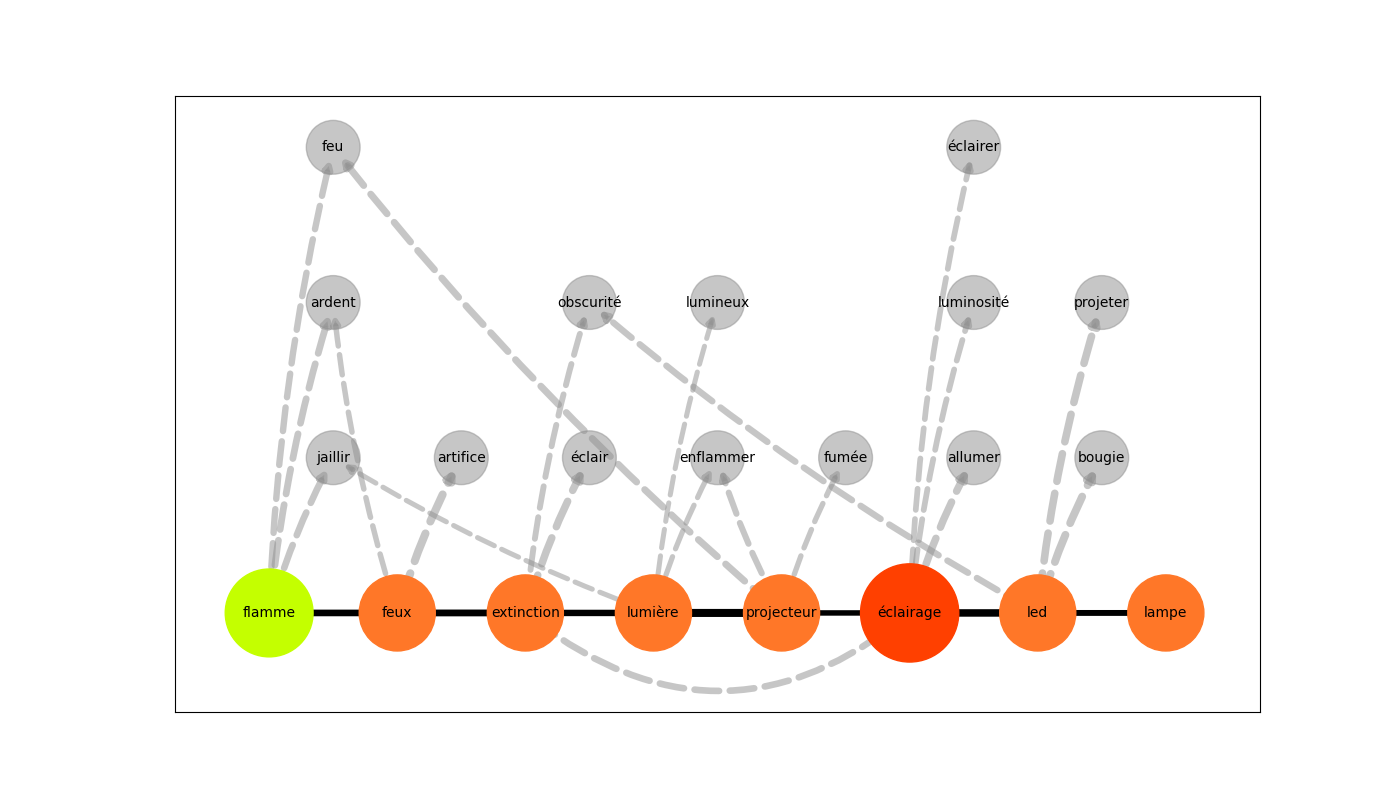 feu
éclairer
ardent
obscurité
lumineux
luminosité
projeter
jaillir
artifice
éclair
enflammer
fumée
allumer
bougie
flamme
feux
extinction
lumière
projecteur
éclairage
led
lampe